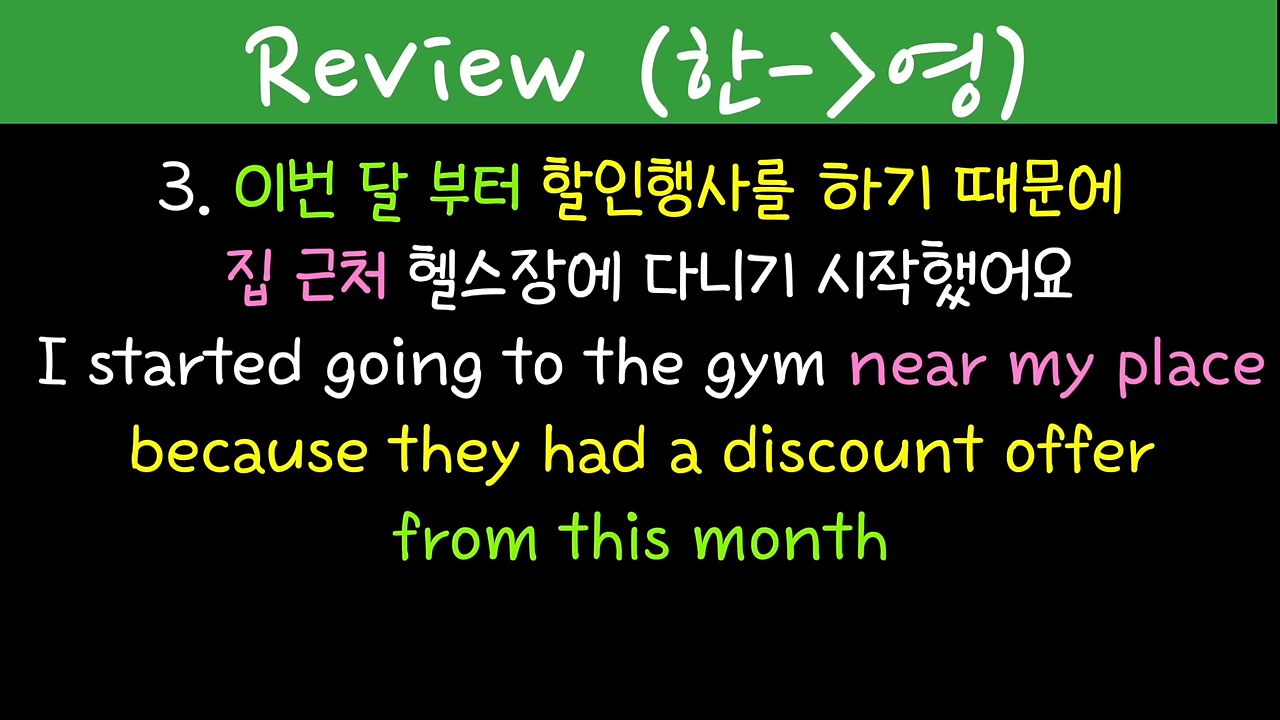 Review (한->영)
3. 이번 달 부터 할인행사를 하기 때문에
집 근처 헬스장에 다니기 시작했어요
I started going to the gym near my place
because they had a discount offer
from this month